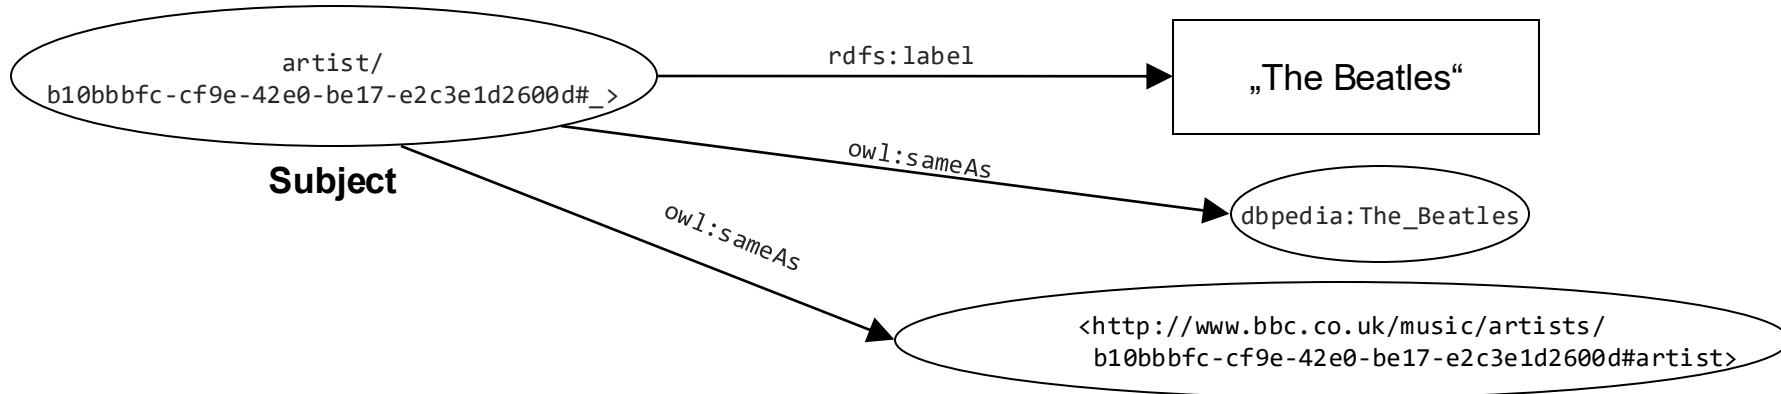 artist/
b10bbbfc-cf9e-42e0-be17-e2c3e1d2600d#_>
Subject
rdfs:label
„The Beatles“
owl:sameAs
dbpedia:The_Beatles
owl:sameAs
<http://www.bbc.co.uk/music/artists/
b10bbbfc-cf9e-42e0-be17-e2c3e1d2600d#artist>